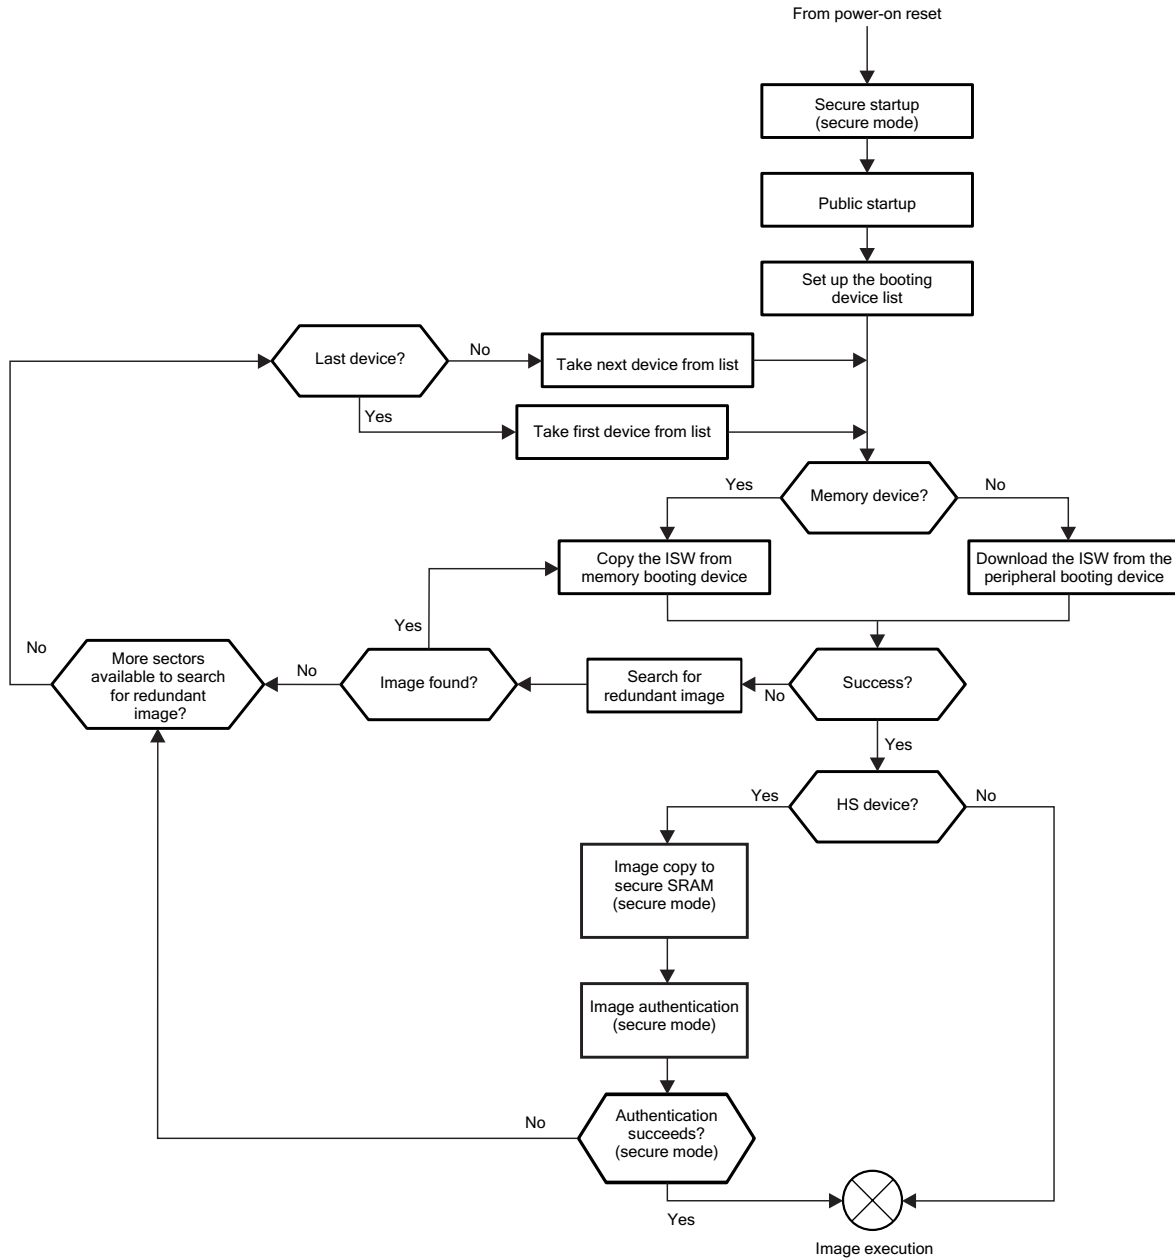 From power-on reset
Secure startup
(secure mode)
Public startup
Set up the booting
device list
Last device?
No
Take next device from list
Yes
Take first device from list
Yes
Memory device?
No
Copy the ISW from
memory booting device
Download the ISW from the
peripheral booting device
No
More sectors
available to search
for redundant
image?
No
Yes
Image found?
Search for
redundant image
No
Success?
Yes
Yes
HS device?
No
Image copy to
secure SRAM
(secure mode)
Image authentication
(secure mode)
No
Authentication
succeeds?
(secure mode)
Yes
Image execution